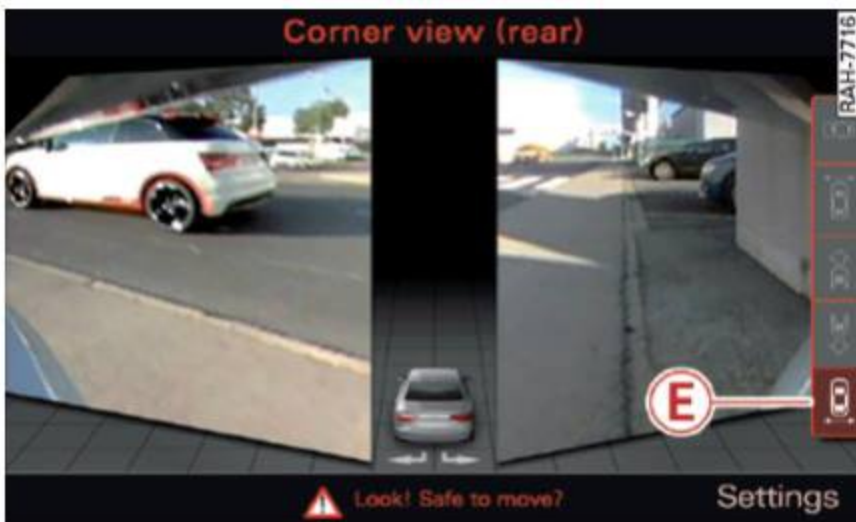 Corner view (rear)
RAH-7716
E
Look! Safe to move?
Settings